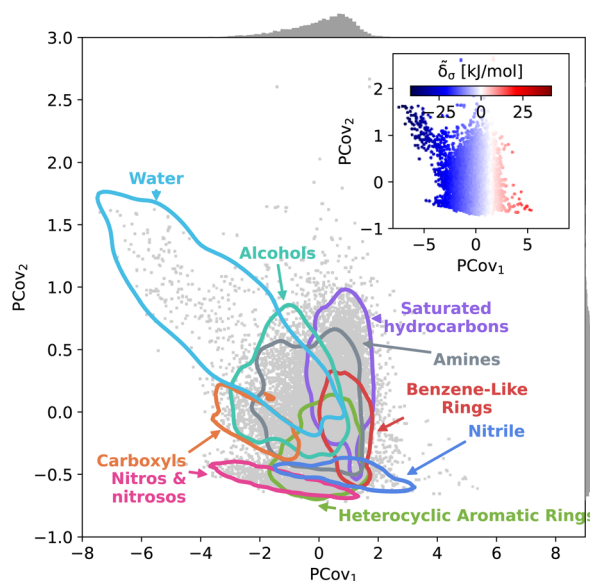 3.0
2.5
2.0
1.5
1.0
0.5
0.0
−0.5
−1.0
PCov₂
−8
−6
−4
−2
0
2
4
6
8
PCov₁
Water
Alcohols
Saturated
hydrocarbons
Amines
Benzene-Like
Rings
Nitrile
Carboxyls
Nitros &
nitrosos
Heterocyclic Aromatic Rings
δ̃σ [kJ/mol]
−25
0
25
2
1
0
−1
PCov₂
−5
0
5
PCov₁